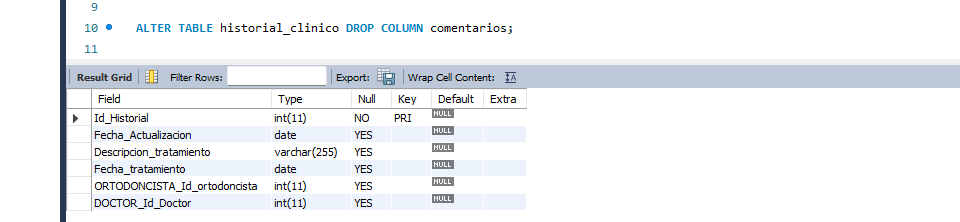 9
10 ALTER TABLE historial_clinico DROP COLUMN comentarios;
11
Result Grid Filter Rows: Export: Wrap Cell Content: IA
Field Type Null Key Default Extra
Id_Historial int(11) NO PRI NULL
Fecha_Actualizacion date YES NULL
Descripcion_tratamiento varchar(255) YES NULL
Fecha_tratamiento date YES NULL
ORTODONCISTA_Id_ortodoncista int(11) YES NULL
DOCTOR_Id_Doctor int(11) YES NULL